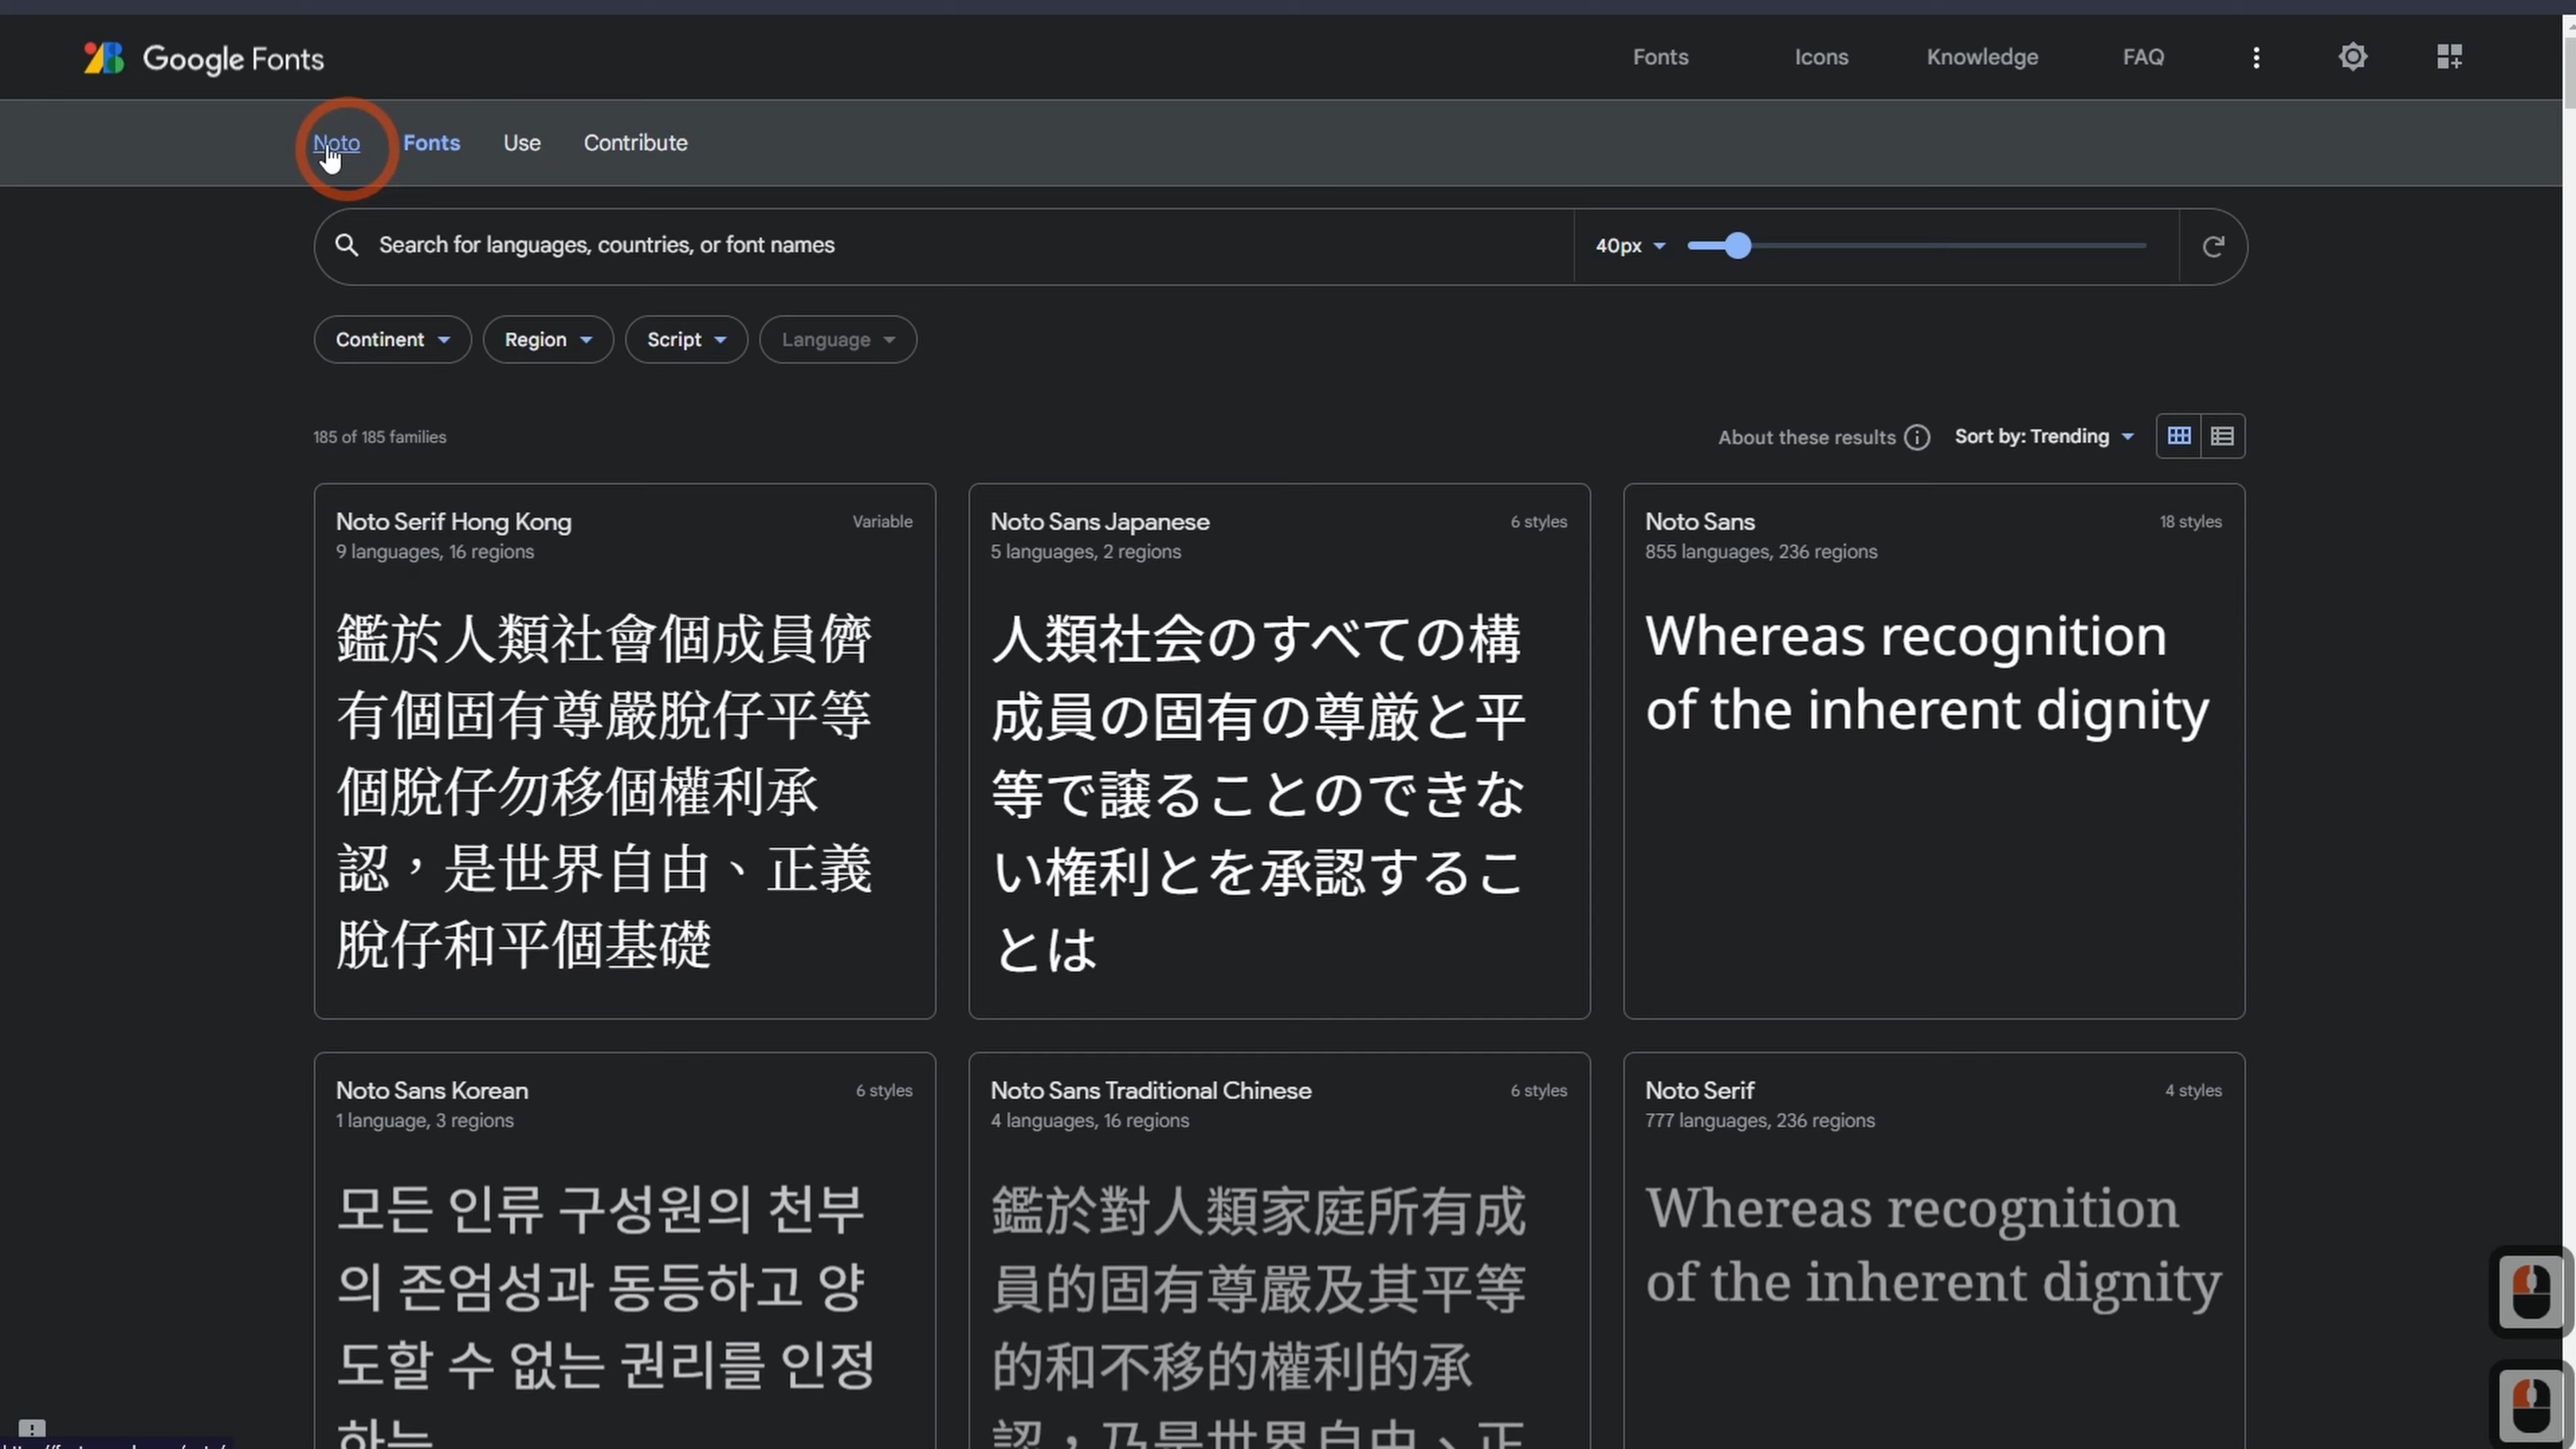 Google Fonts
Fonts
Icons
Knowledge
FAQ
Noto
Fonts
Use
Contribute
Search for languages, countries, or font names
40px
Continent
Region
Script
Language
185 of 185 families
About these results
Sort by: Trending
Noto Serif Hong Kong
Variable
9 languages, 16 regions
鑑於人類社會個成員儕
有個固有尊嚴脫仔平等
個脫仔勿移個權利承
認，是世界自由、正義
脫仔和平個基礎
Noto Sans Japanese
6 styles
5 languages, 2 regions
人類社会のすべての構
成員の固有の尊厳と平
等で譲ることのできな
い権利とを承認するこ
とは
Noto Sans
18 styles
855 languages, 236 regions
Whereas recognition
of the inherent dignity
Noto Sans Korean
6 styles
1 language, 3 regions
모든 인류 구성원의 천부
의 존엄성과 동등하고 양
도할 수 없는 권리를 인정
하는
Noto Sans Traditional Chinese
6 styles
4 languages, 16 regions
鑑於對人類家庭所有成
員的固有尊嚴及其平等
的和不移的權利的承
認，乃是世界自由、正
Noto Serif
4 styles
777 languages, 236 regions
Whereas recognition
of the inherent dignity